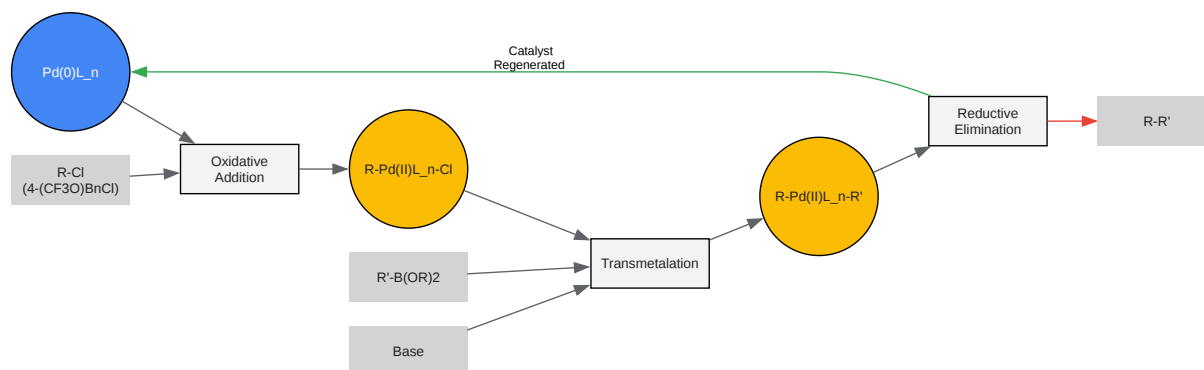 Catalyst
Regenerated
Pd(0)L_n
Reductive
Elimination
R-R'
R-Cl
(4-(CF3O)BnCl)
Oxidative
Addition
R-Pd(II)L_n-Cl
R-Pd(II)L_n-R'
Transmetalation
R'-B(OR)2
Base